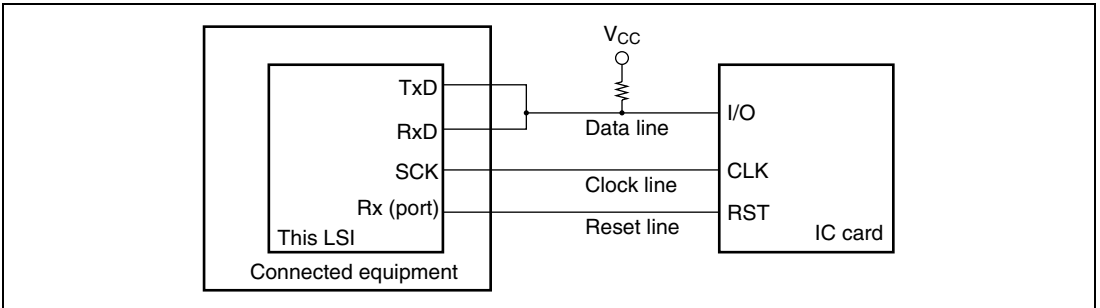 VCC
TxD
RxD
SCK
Rx (port)
This LSI
Connected equipment
Data line
Clock line
Reset line
I/O
CLK
RST
IC card